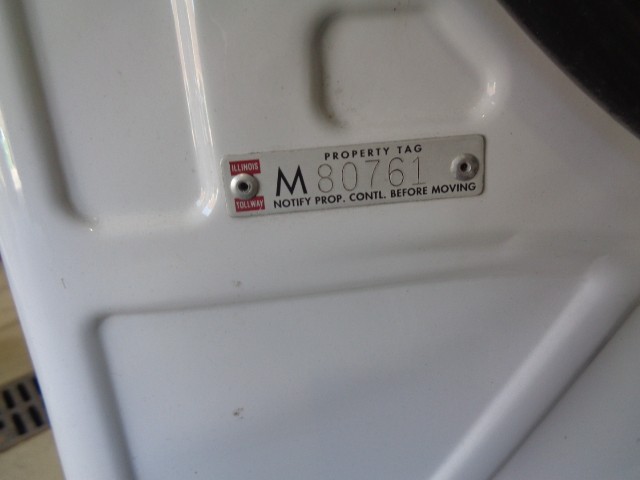 PROPERTY TAG
ILLINOIS
M 80761
TOLLWAY
NOTIFY PROP. CONTL. BEFORE MOVING